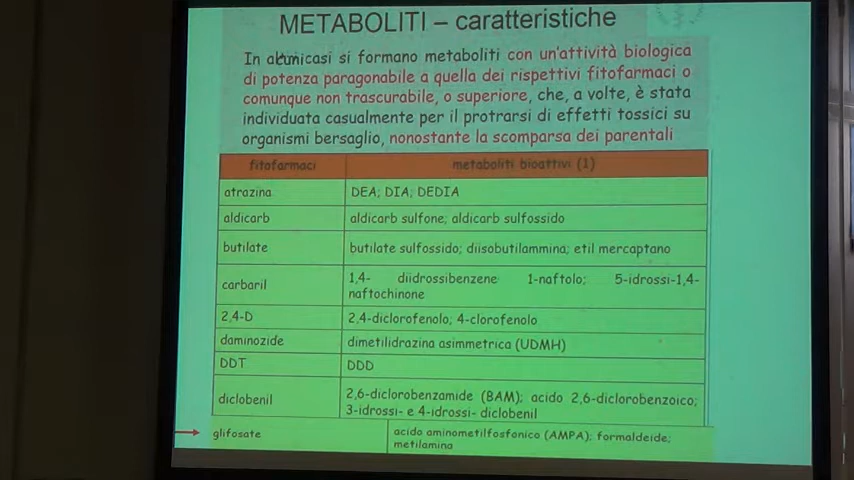 METABOLITI – caratteristiche
In alcunicasi si formano metaboliti con un'attività biologica
di potenza paragonabile a quella dei rispettivi fitofarmaci o
comunque non trascurabile, o superiore, che, a volte, è stata
individuata casualmente per il protrarsi di effetti tossici su
organismi bersaglio, nonostante la scomparsa dei parentali
fitofarmaci metaboliti bioattivi (1)
atrazina DEA; DIA; DEDIA
aldicarb aldicarb sulfone; aldicarb sulfossido
butilate butilate sulfossido; diisobutilammina; etil mercaptano
carbaril 1,4- diidrossibenzene 1-naftolo; 5-idrossi-1,4-
naftochinone
2,4-D 2,4-diclorofenolo; 4-clorofenolo
daminozide dimetilidrazina asimmetrica (UDMH)
DDT DDD
diclobenil 2,6-diclorobenzamide (BAM); acido 2,6-diclorobenzoico;
3-idrossi- e 4-idrossi- diclobenil
glifosate acido aminometilfosfonico (AMPA); formaldeide;
metilamina